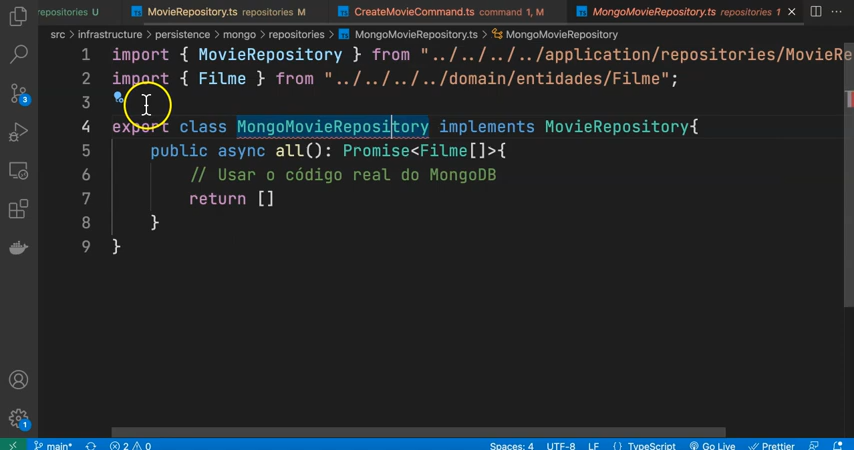 repositories U
MovieRepository.ts repositories M
CreateMovieCommand.ts command 1, M
MongoMovieRepository.ts repositories 1
src > infrastructure > persistence > mongo > repositories > MongoMovieRepository.ts > MongoMovieRepository
1 import { MovieRepository } from "../../../../application/repositories/MovieRe
2 import { Filme } from "../../../../domain/entidades/Filme";
3
4 export class MongoMovieRepository implements MovieRepository{
5 public async all(): Promise<Filme[]>{
6 // Usar o código real do MongoDB
7 return []
8 }
9 }
3
1
main* 2 0 Spaces: 4 UTF-8 LF {} TypeScript Go Live Prettier